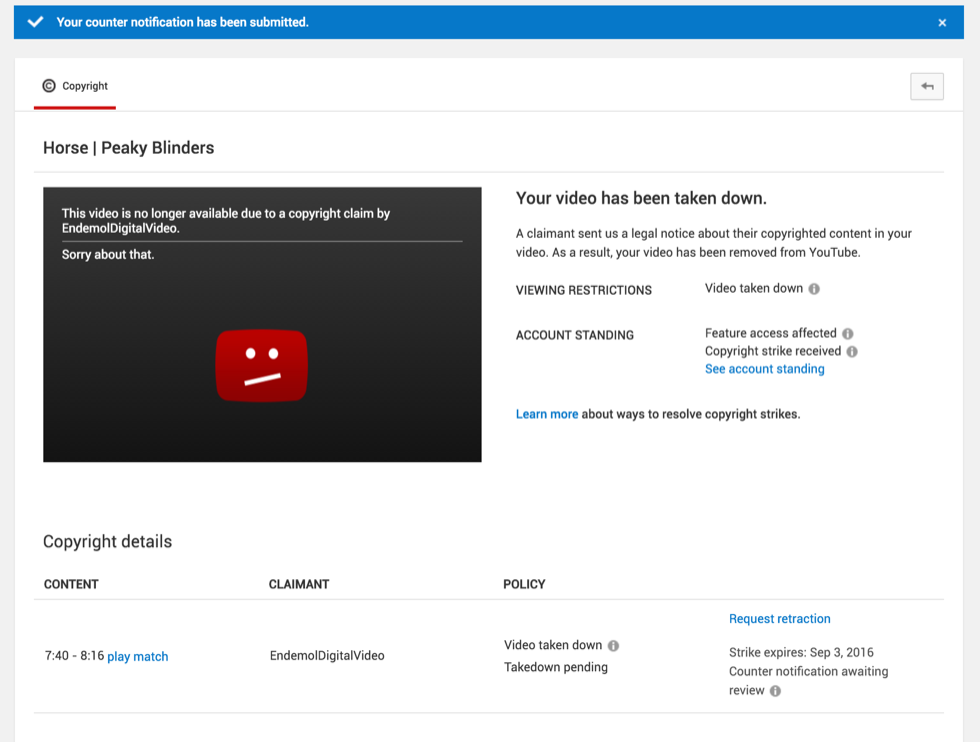 Your counter notification has been submitted.
×
© Copyright
Horse | Peaky Blinders
This video is no longer available due to a copyright claim by
EndemolDigitalVideo.
Sorry about that.
Your video has been taken down.
A claimant sent us a legal notice about their copyrighted content in your
video. As a result, your video has been removed from YouTube.
VIEWING RESTRICTIONS Video taken down
ACCOUNT STANDING Feature access affected
Copyright strike received
See account standing
Learn more about ways to resolve copyright strikes.
Copyright details
CONTENT CLAIMANT POLICY
Request retraction
7:40 - 8:16 play match EndemolDigitalVideo Video taken down
Takedown pending
Strike expires: Sep 3, 2016
Counter notification awaiting
review